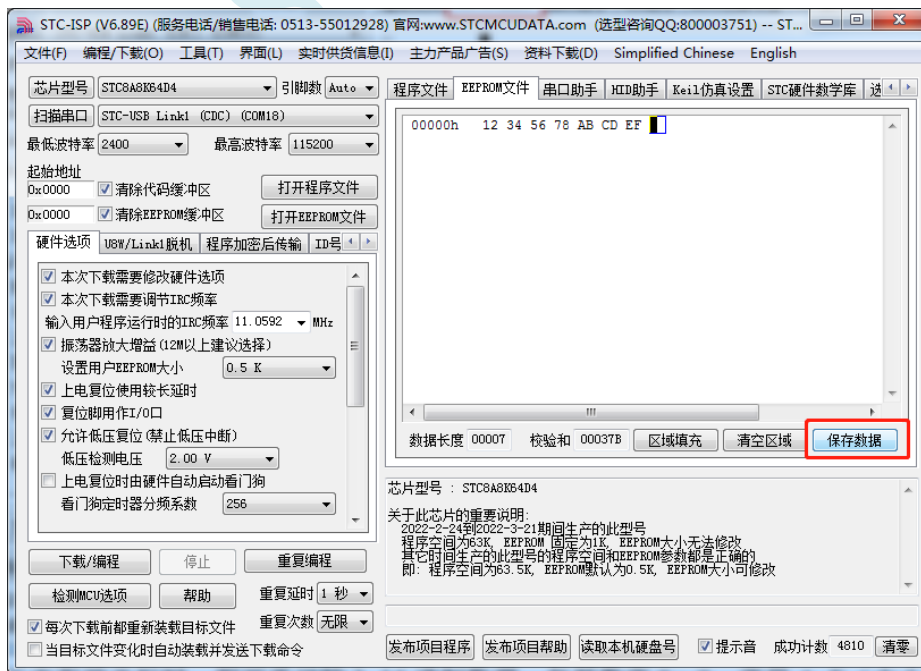 STC-ISP (V6.89E) (服务电话/销售电话: 0513-55012928) 官网:www.STCMCUDATA.com (选型咨询QQ:800003751) -- ST...
文件(F) 编程/下载(O) 工具(T) 界面(L) 实时供货信息(I) 主力产品广告(S) 资料下载(D) Simplified Chinese English
芯片型号 STC8A8K64D4 引脚数 Auto
扫描串口 STC-USB Link1 (CDC) (COM18)
最低波特率 2400 最高波特率 115200
起始地址
0x0000 清除代码缓冲区 打开程序文件
0x0000 清除EEPROM缓冲区 打开EEPROM文件
硬件选项 U8W/Link1脱机 程序加密后传输 ID号
本次下载需要修改硬件选项
本次下载需要调节IRC频率
输入用户程序运行时的IRC频率 11.0592 MHz
振荡器放大增益(12M以上建议选择)
设置用户EEPROM大小 0.5 K
上电复位使用较长延时
复位脚用作I/O口
允许低压复位(禁止低压中断)
低压检测电压 2.00 V
上电复位时由硬件自动启动看门狗
看门狗定时器分频系数 256
下载/编程 停止 重复编程
检测MCU选项 帮助 重复延时 1 秒
每次下载前都重新装载目标文件 重复次数 无限
当目标文件变化时自动装载并发送下载命令
程序文件 EEPROM文件 串口助手 HID助手 Keil仿真设置 STC硬件数学库 选
00000h 12 34 56 78 AB CD EF
数据长度 00007 校验和 00037B 区域填充 清空区域 保存数据
芯片型号 : STC8A8K64D4
关于此芯片的重要说明:
2022-2-24到2022-3-21期间生产的此型号
程序空间为63K, EEPROM 固定为1K, EEPROM大小无法修改
其它时间生产的此型号的程序空间和EEPROM参数都是正确的
即: 程序空间为63.5K, EEPROM默认为0.5K, EEPROM大小可修改
发布项目程序 发布项目帮助 读取本机硬盘号 提示音 成功计数 4810 清零